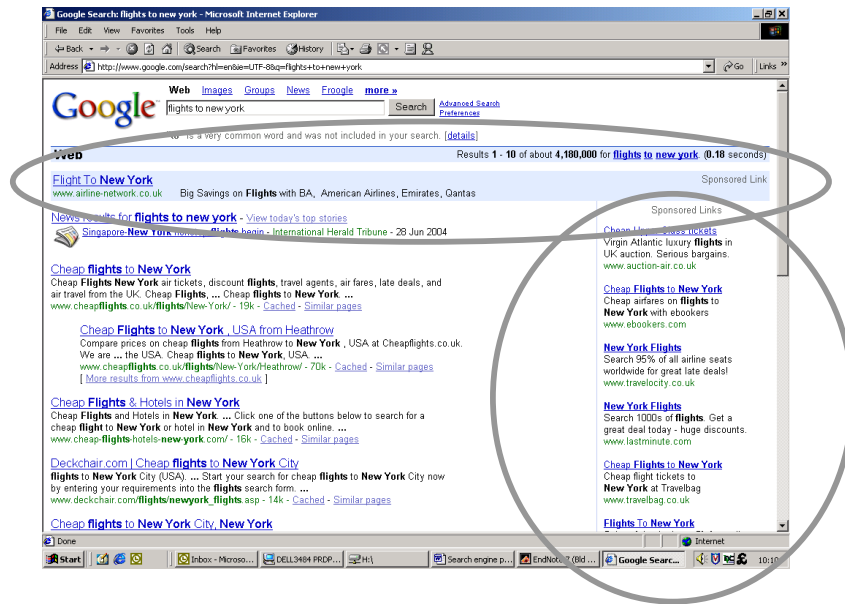 Google Search: flights to new york - Microsoft Internet Explorer
File Edit View Favorites Tools Help
Back Search Favorites History
Address http://www.google.com/search?hl=en&ie=UTF-8&q=flights+to+new+york Go Links »
Web Images Groups News Froogle more »
Google flights to new york Search Advanced Search
Preferences
is a very common word and was not included in your search. [details]
Web Results 1 - 10 of about 4,180,000 for flights to new york. (0.18 seconds)
Flight To New York Sponsored Link
www.airline-network.co.uk Big Savings on Flights with BA, American Airlines, Emirates, Qantas
News results for flights to new york - View today's top stories
Singapore-New York nonstop flights begin - International Herald Tribune - 28 Jun 2004
Cheap flights to New York
Cheap Flights New York air tickets, discount flights, travel agents, air fares, late deals, and
air travel from the UK. Cheap Flights, ... Cheap flights to New York. ...
www.cheapflights.co.uk/flights/New-York/ - 19k - Cached - Similar pages
Cheap Flights to New York , USA from Heathrow
Compare prices on cheap flights from Heathrow to New York , USA at Cheapflights.co.uk.
We are ... the USA. Cheap flights to New York, USA. ...
www.cheapflights.co.uk/flights/New-York/Heathrow/ - 70k - Cached - Similar pages
[ More results from www.cheapflights.co.uk ]
Cheap Flights & Hotels in New York
Cheap Flights and Hotels in New York. ... Click one of the buttons below to search for a
cheap flight to New York or hotel in New York and to book online. ...
www.cheap-flights-hotels-new-york.com/ - 16k - Cached - Similar pages
Deckchair.com | Cheap flights to New York City
flights to New York City (USA). ... Start your search for cheap flights to New York City now
by entering your requirements into the flights search form. ...
www.deckchair.com/flights/newyork_flights.asp - 14k - Cached - Similar pages
Cheap flights to New York City, New York
Sponsored Links
Cheap Upper Class tickets
Virgin Atlantic luxury flights in
UK auction. Serious bargains.
www.auction-air.co.uk
Cheap Flights to New York
Cheap airfares on flights to
New York with ebookers
www.ebookers.com
New York Flights
Search 95% of all airline seats
worldwide for great late deals!
www.travelocity.co.uk
New York Flights
Search 1000s of flights. Get a
great deal today - huge discounts.
www.lastminute.com
Cheap Flights to New York
Cheap flight tickets to
New York at Travelbag
www.travelbag.co.uk
Flights To New York
Done Internet
Start Inbox - Microso... DELL3484 PRDP... H:\ Search engine p... EndNote 7 (Bld ... Google Searc...